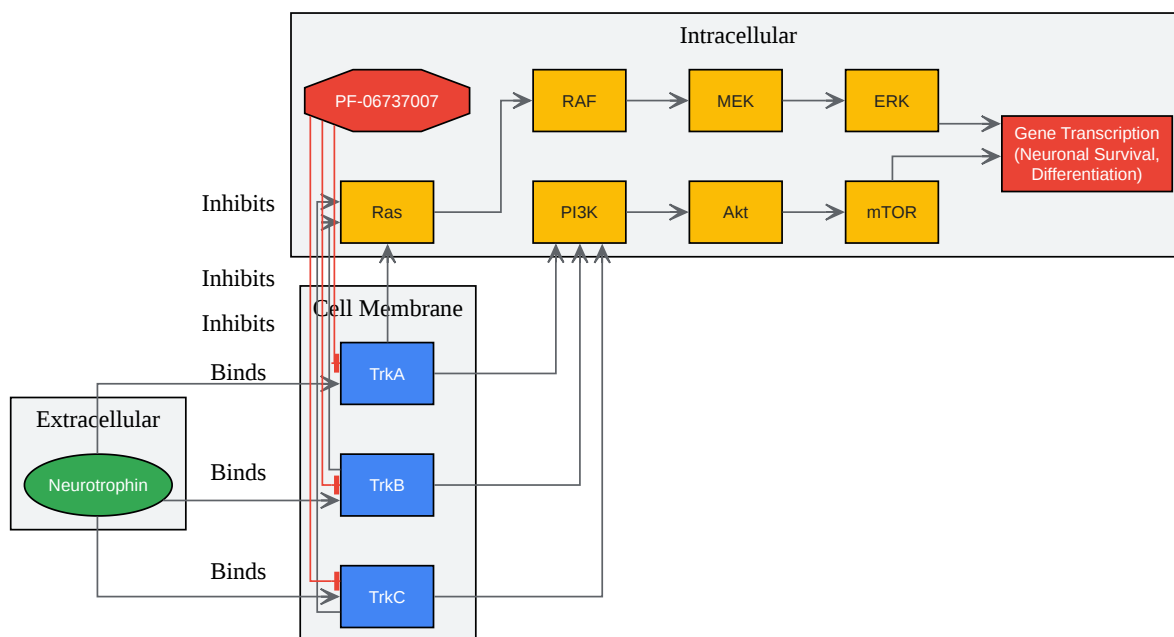 Intracellular
PF-06737007
RAF
MEK
ERK
Gene Transcription
(Neuronal Survival,
Differentiation)
Inhibits
Ras
PI3K
Akt
mTOR
Inhibits
Cell Membrane
Inhibits
Binds
TrkA
Extracellular
Neurotrophin
Binds
TrkB
Binds
TrkC